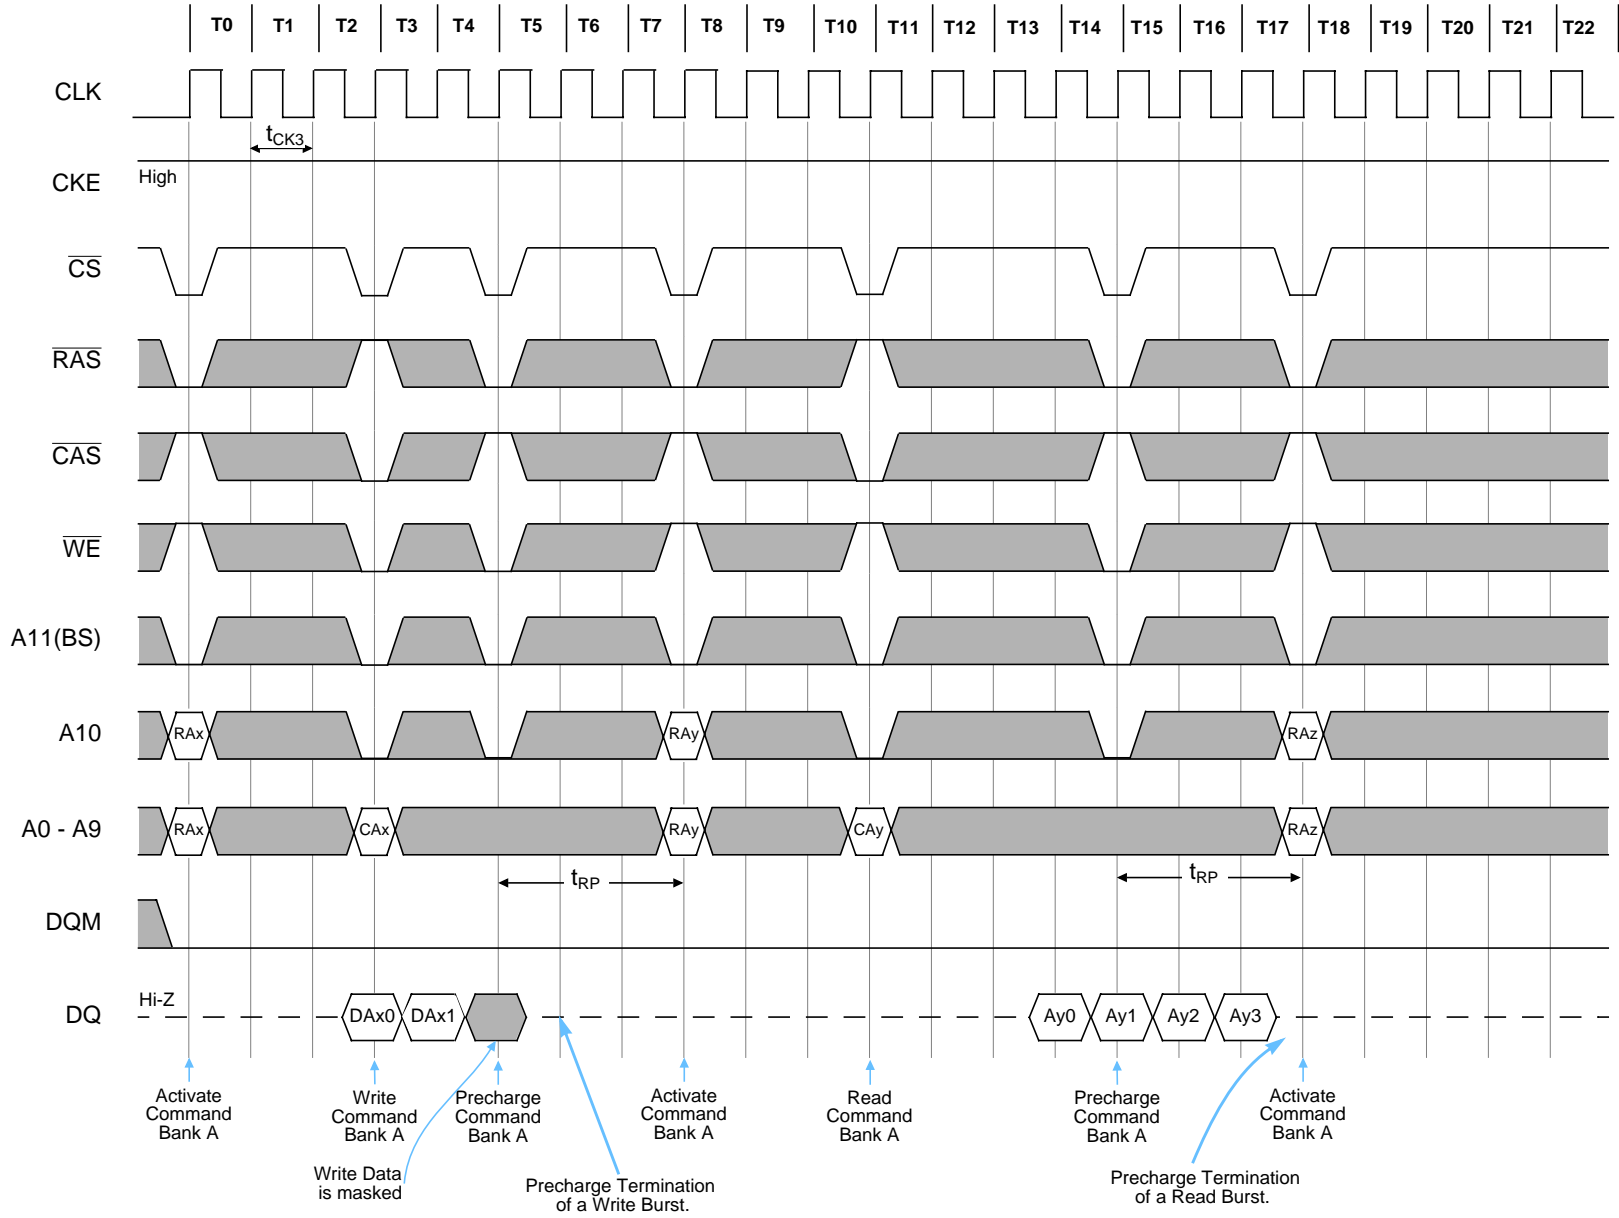 T0 T1 T2 T3 T4 T5 T6 T7 T8 T9 T10 T11 T12 T13 T14 T15 T16 T17 T18 T19 T20 T21 T22
CLK
tCK3
CKE
High
CS
RAS
CAS
WE
A11(BS)
A10
RAx RAy RAz
A0 - A9
RAx CAx RAy CAy RAz
tRP tRP
DQM
DQ
Hi-Z
DAx0 DAx1 Ay0 Ay1 Ay2 Ay3
Activate
Command
Bank A
Write
Command
Bank A
Precharge
Command
Bank A
Activate
Command
Bank A
Read
Command
Bank A
Precharge
Command
Bank A
Activate
Command
Bank A
Write Data
is masked
Precharge Termination
of a Write Burst.
Precharge Termination
of a Read Burst.